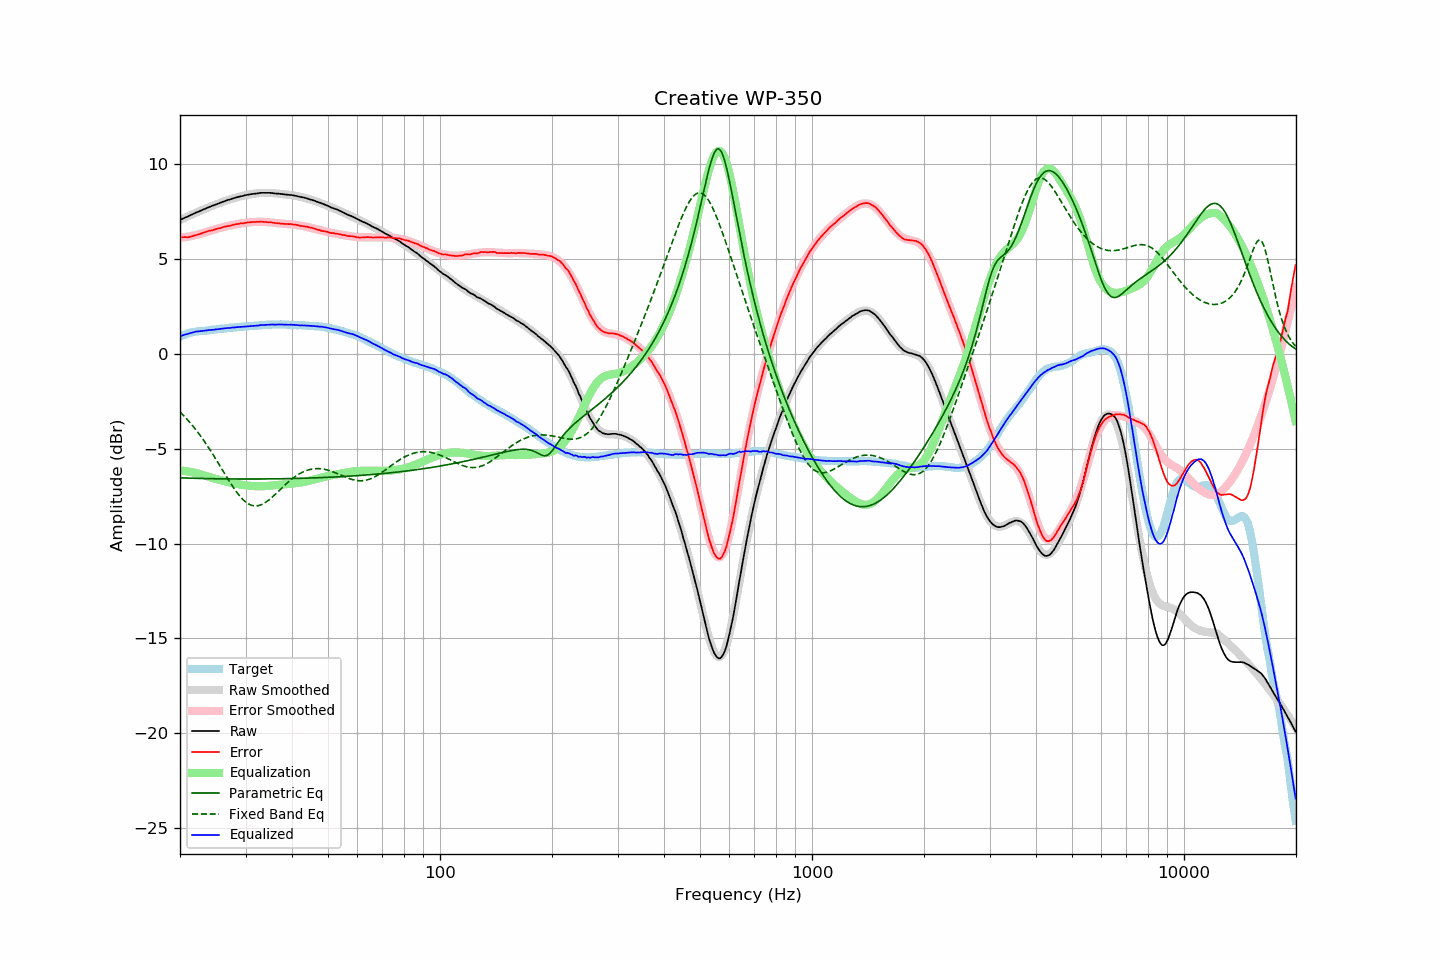 Creative WP-350
10
5
0
−5
−10
−15
−20
−25
Amplitude (dBr)
Target
Raw Smoothed
Error Smoothed
Raw
Error
Equalization
Parametric Eq
Fixed Band Eq
Equalized
100
1000
10000
Frequency (Hz)